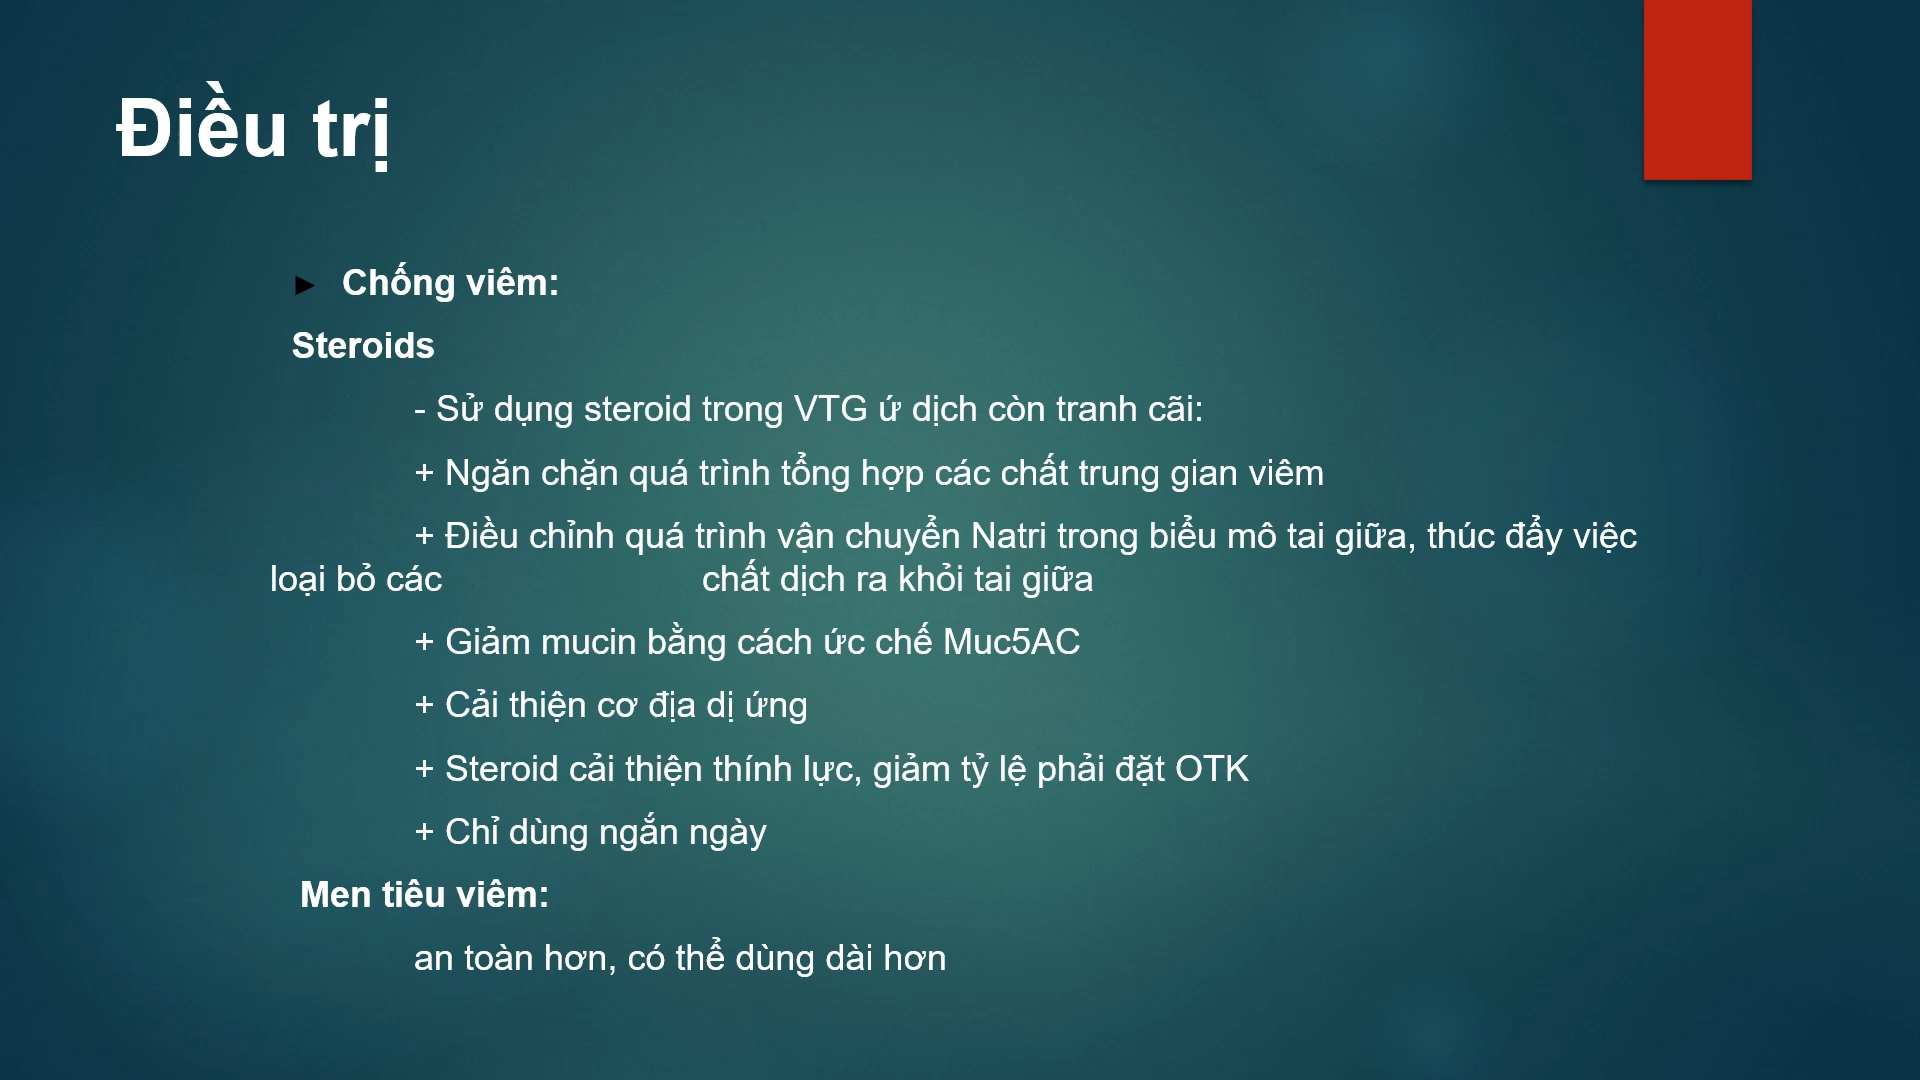 Điều trị
► Chống viêm:
Steroids
- Sử dụng steroid trong VTG ứ dịch còn tranh cãi:
+ Ngăn chặn quá trình tổng hợp các chất trung gian viêm
+ Điều chỉnh quá trình vận chuyển Natri trong biểu mô tai giữa, thúc đẩy việc
loại bỏ các chất dịch ra khỏi tai giữa
+ Giảm mucin bằng cách ức chế Muc5AC
+ Cải thiện cơ địa dị ứng
+ Steroid cải thiện thính lực, giảm tỷ lệ phải đặt OTK
+ Chỉ dùng ngắn ngày
Men tiêu viêm:
an toàn hơn, có thể dùng dài hơn